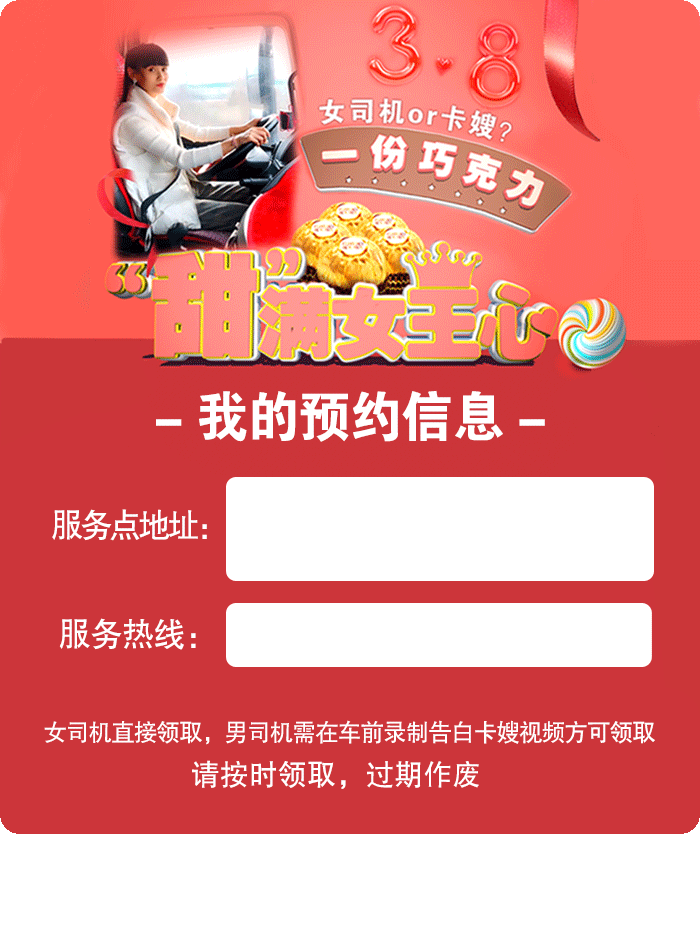 3.8
女司机or卡嫂？
一份巧克力
“甜”满女王心
– 我的预约信息 –
服务点地址：
服务热线：
女司机直接领取，男司机需在车前录制告白卡嫂视频方可领取
请按时领取，过期作废